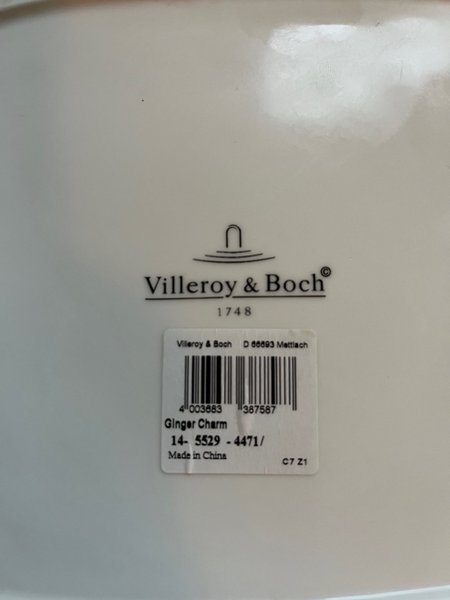 Villeroy & Boch©
1748
Villeroy & Boch D 66693 Mettlach
4 003683 387587
Ginger Charm
14- 5529 - 4471/
Made in China
C7 Z1